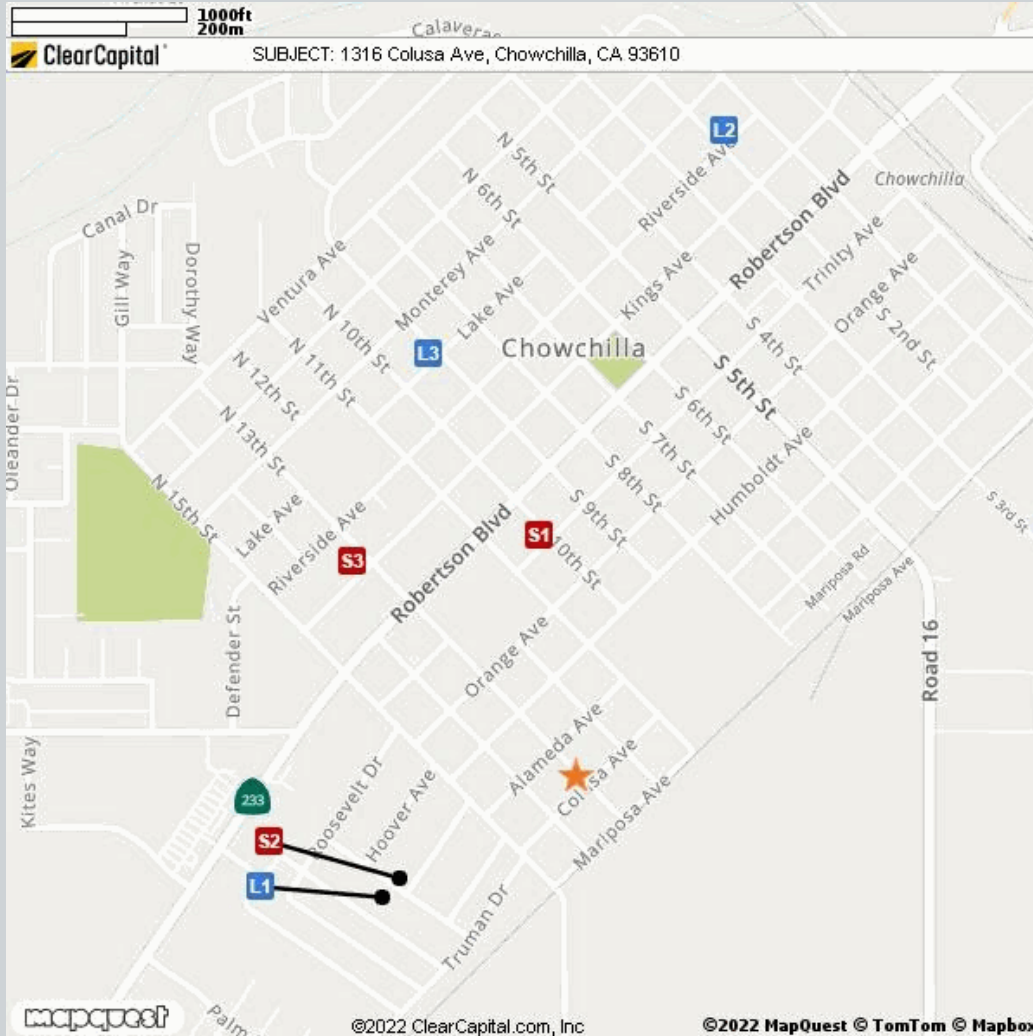 1000ft
200m
Calaveras
ClearCapital
SUBJECT: 1316 Colusa Ave, Chowchilla, CA 93610
L2
N 5th St
Riverside Ave
Chowchilla
N 6th St
Robertson Blvd
Canal Dr
Trinity Ave
Gill Way
Dorothy Way
Ventura Ave
Monterey Ave
Kings Ave
Orange Ave
Lake Ave
N 10th St
S 2nd St
S 4th St
L3
Chowchilla
N 11th St
S 5th St
N 12th St
Oleander Dr
S 6th St
N 13th St
S 7th St
Humboldt Ave
S 8th St
N 15th St
S 9th St
S 3rd St
Lake Ave
Riverside Ave
S1
S3
10th St
Robertson Blvd
Mariposa Rd
Mariposa Ave
Defender St
Orange Ave
Road 16
Alameda Ave
Kites Way
Colusa Ave
Roosevelt Dr
Hoover Ave
Mariposa Ave
233
S2
L1
Truman Dr
Palm
mapquest
©2022 ClearCapital.com, Inc
©2022 MapQuest © TomTom © Mapbox